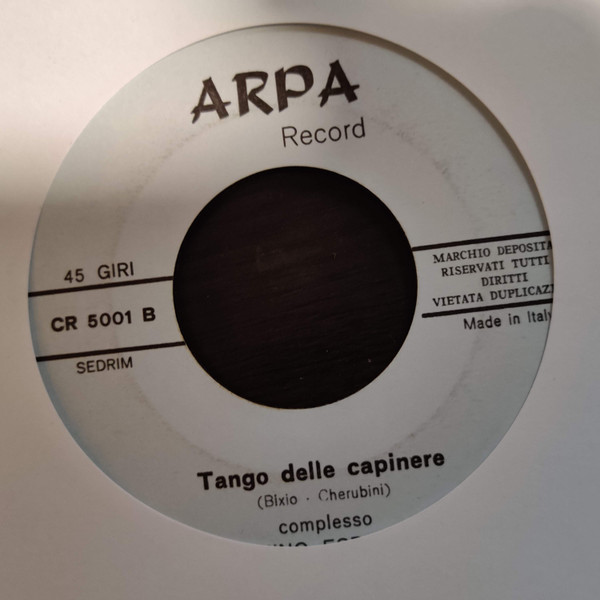 ARPA
Record
45 GIRI
CR 5001 B
SEDRIM
MARCHIO DEPOSITA
RISERVATI TUTTI
DIRITTI
VIETATA DUPLICAZI
Made in Italy
Tango delle capinere
(Bixio - Cherubini)
complesso